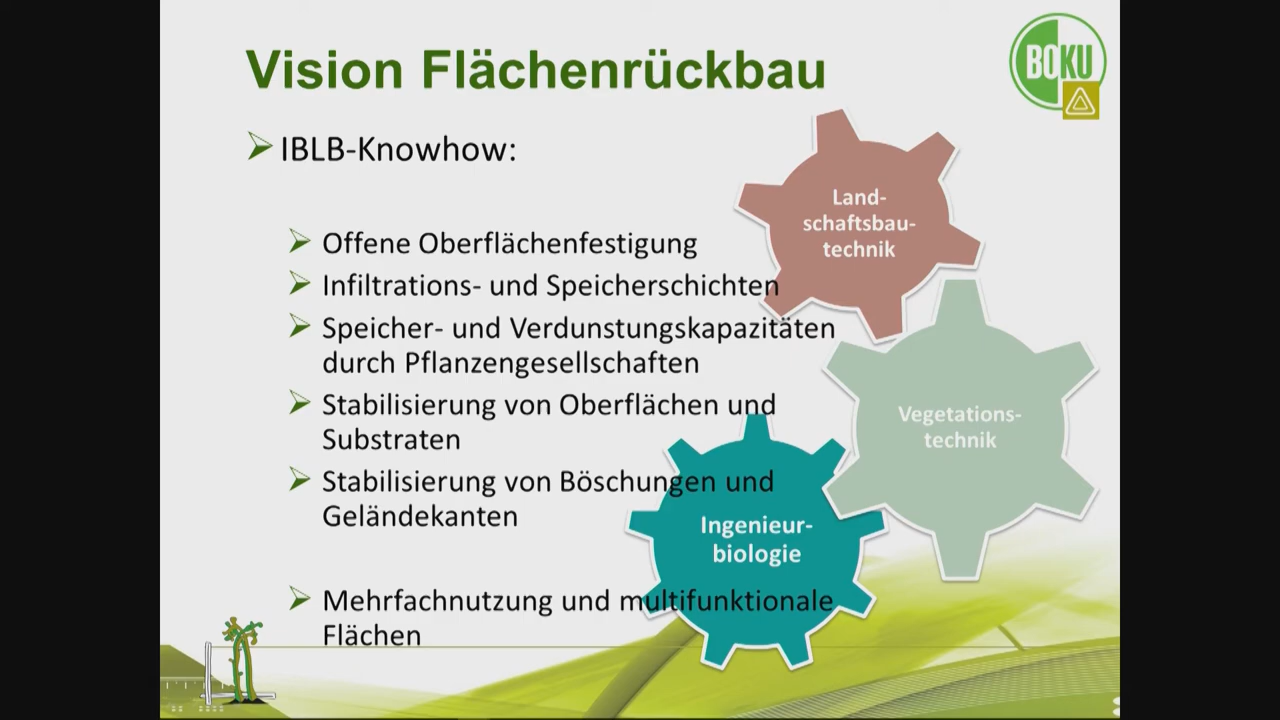 Vision Flächenrückbau
BOKU
IBLB-Knowhow:
Offene Oberflächenfestigung
Infiltrations- und Speicherschichten
Speicher- und Verdunstungskapazitäten
durch Pflanzengesellschaften
Stabilisierung von Oberflächen und
Substraten
Stabilisierung von Böschungen und
Geländekanten
Mehrfachnutzung und multifunktionale
Flächen
Land-
schaftsbau-
technik
Vegetations-
technik
Ingenieur-
biologie